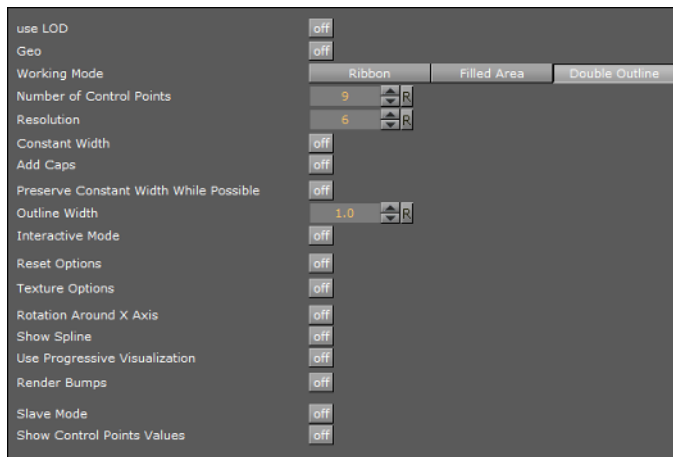 use LOD off
Geo off
Working Mode Ribbon Filled Area Double Outline
Number of Control Points 9 R
Resolution 6 R
Constant Width off
Add Caps off
Preserve Constant Width While Possible off
Outline Width 1.0 R
Interactive Mode off
Reset Options off
Texture Options off
Rotation Around X Axis off
Show Spline off
Use Progressive Visualization off
Render Bumps off
Slave Mode off
Show Control Points Values off